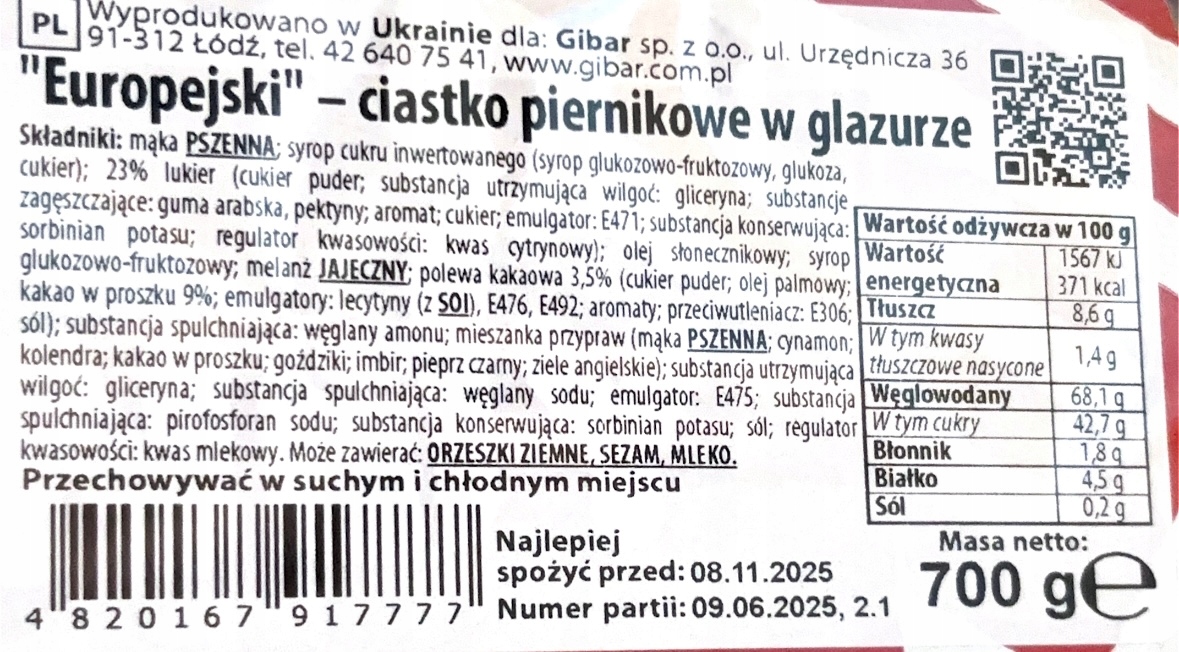 PL
Wyprodukowano w Ukrainie dla: Gibar sp. z o.o., ul. Urzędnicza 36
91-312 Łódź, tel. 42 640 75 41, www.gibar.com.pl
"Europejski" – ciastko piernikowe w glazurze
Składniki: mąka PSZENNA; syrop cukru inwertowanego (syrop glukozowo-fruktozowy, glukoza,
cukier); 23% lukier (cukier puder; substancja utrzymująca wilgoć: gliceryna; substancje
zagęszczające: guma arabska, pektyny; aromat; cukier; emulgator: E471; substancja konserwująca:
sorbinian potasu; regulator kwasowości: kwas cytrynowy); olej słonecznikowy; syrop
glukozowo-fruktozowy; melanż JAJECZNY; polewa kakaowa 3,5% (cukier puder; olej palmowy;
kakao w proszku 9%; emulgatory: lecytyny (z SOI), E476, E492; aromaty; przeciwutleniacz: E306;
sól); substancja spulchniająca: węglany amonu; mieszanka przypraw (mąka PSZENNA; cynamon;
kolendra; kakao w proszku; goździki; imbir; pieprz czarny; ziele angielskie); substancja utrzymująca
wilgoć: gliceryna; substancja spulchniająca: węglany sodu; emulgator: E475; substancja
spulchniająca: pirofosforan sodu; substancja konserwująca: sorbinian potasu; sól; regulator
kwasowości: kwas mlekowy. Może zawierać: ORZESZKI ZIEMNE, SEZAM, MLEKO.
Przechowywać w suchym i chłodnym miejscu
Wartość odżywcza w 100 g
Wartość 1567 kJ
energetyczna 371 kcal
Tłuszcz 8,6 g
W tym kwasy
tłuszczowe nasycone 1,4 g
Węglowodany 68,1 g
W tym cukry 42,7 g
Błonnik 1,8 g
Białko 4,5 g
Sól 0,2 g
4 820167 917777
Najlepiej
spożyć przed: 08.11.2025
Numer partii: 09.06.2025, 2.1
Masa netto:
700 g e